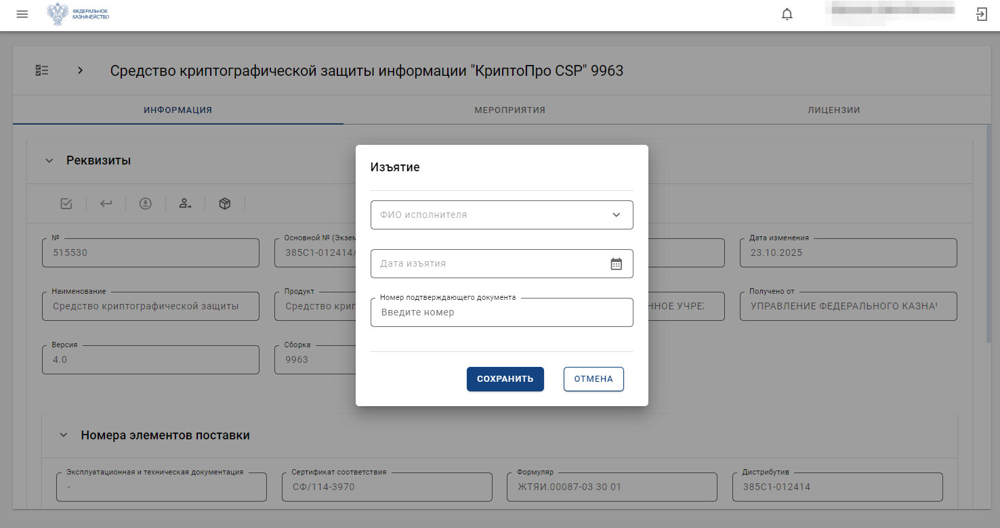 ФЕДЕРАЛЬНОЕ
КАЗНАЧЕЙСТВО
Средство криптографической защиты информации "КриптоПро CSP" 9963
ИНФОРМАЦИЯ
МЕРОПРИЯТИЯ
ЛИЦЕНЗИИ
Реквизиты
№
515530
Основной № (Экзем
385С1-012414/
Дата изменения
23.10.2025
Наименование
Средство криптографической защиты
Продукт
Средство крип
ННОЕ УЧРЕ
Получено от
УПРАВЛЕНИЕ ФЕДЕРАЛЬНОГО КАЗНА
Версия
4.0
Сборка
9963
Изъятие
ФИО исполнителя
Дата изъятия
Номер подтверждающего документа
Введите номер
СОХРАНИТЬ
ОТМЕНА
Номера элементов поставки
Эксплуатационная и техническая документация
-
Сертификат соответствия
СФ/114-3970
Формуляр
ЖТЯИ.00087-03 30 01
Дистрибутив
385С1-012414